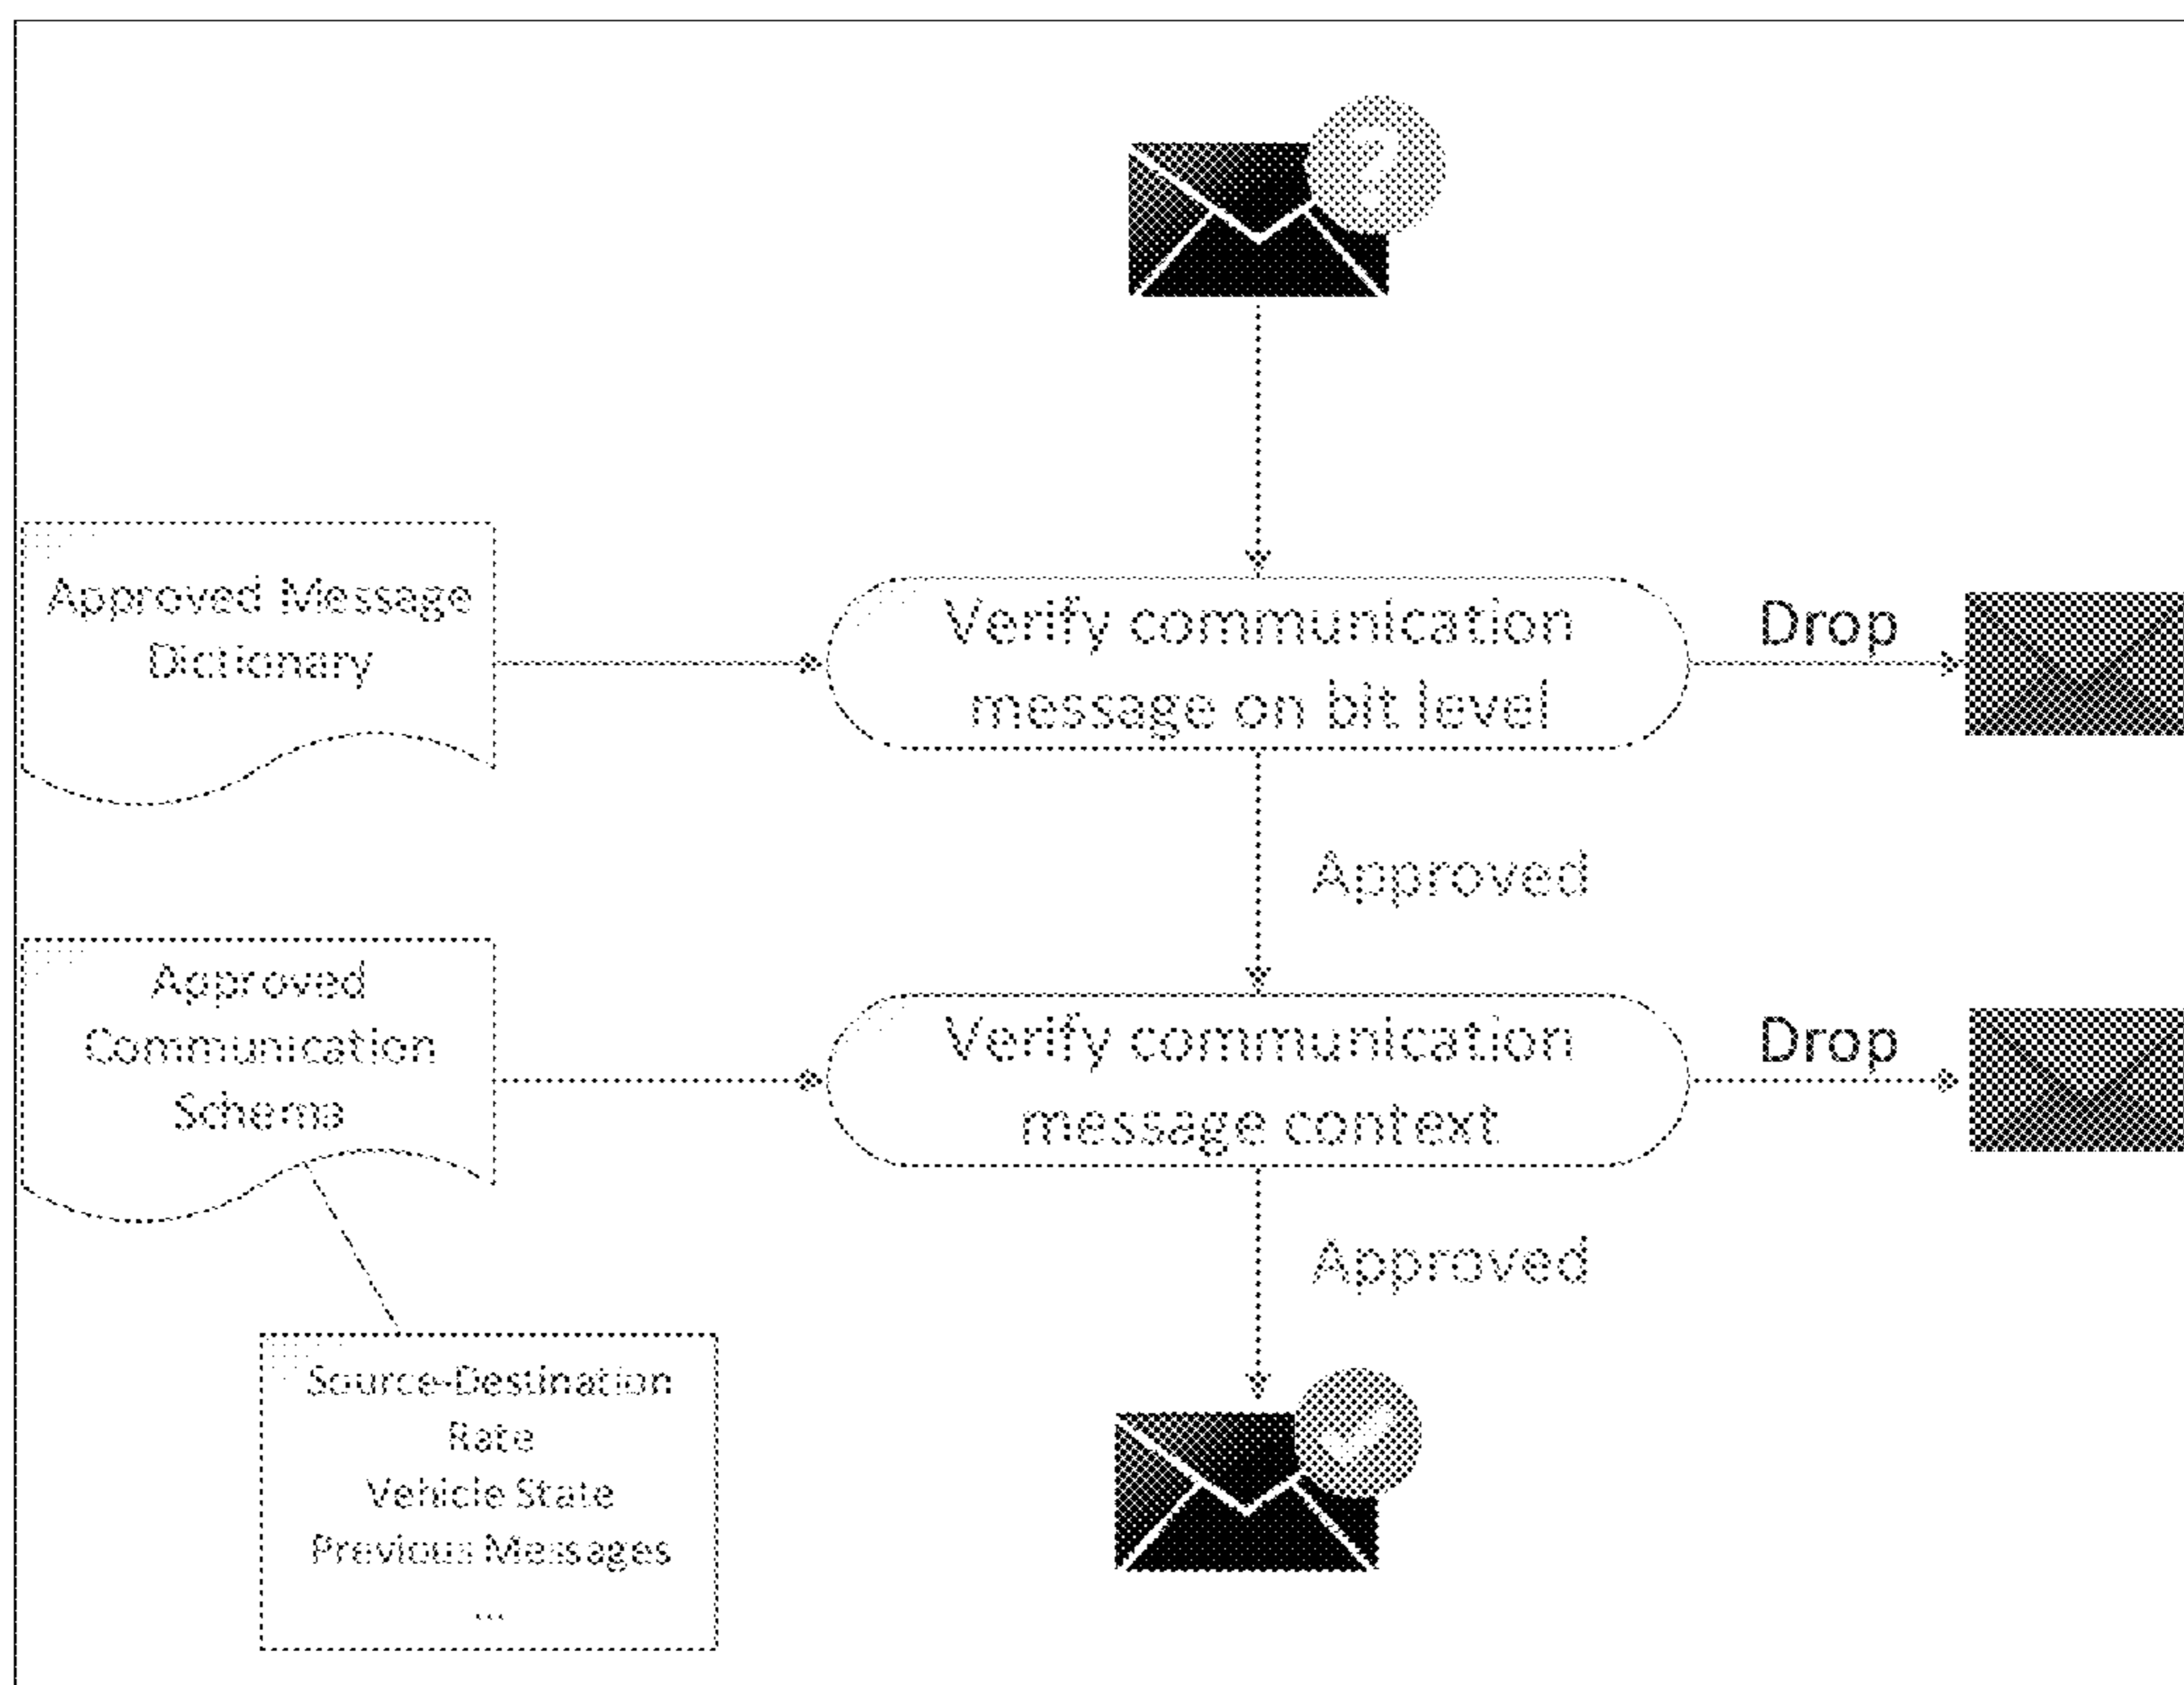 ?
Approved Message
Dictionary
Verify communication
message on bit level
Drop
Approved
Approved
Communication
Schema
Verify communication
message context
Drop
Approved
Source-Destination
Rate
Vehicle State
Previous Messages
...